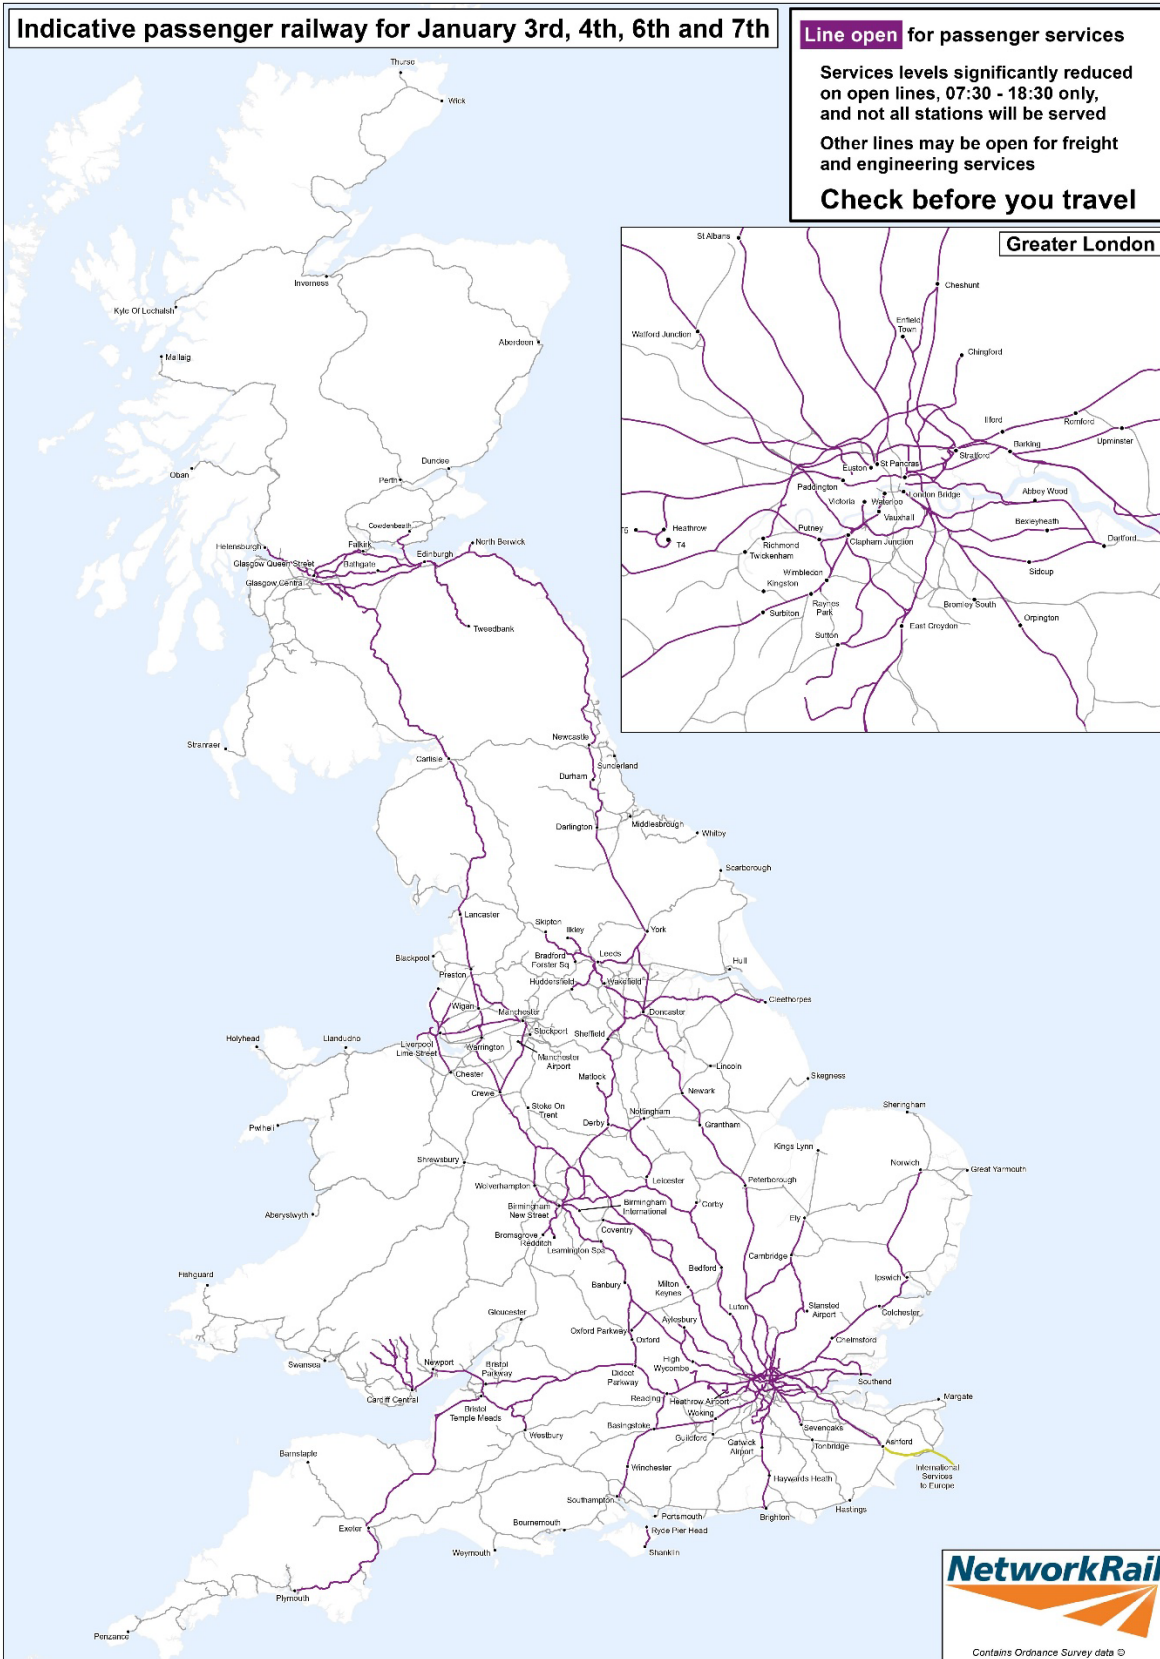 Indicative passenger railway for January 3rd, 4th, 6th and 7th
Line open for passenger services
Services levels significantly reduced
on open lines, 07:30 - 18:30 only,
and not all stations will be served
Other lines may be open for freight
and engineering services
Check before you travel
Greater London
St Albans
Cheshunt
Watford Junction
Enfield
Town
Chingford
Ilford
Romford
Upminster
Barking
Stratford
St Pancras
Euston
Paddington
Victoria
Waterloo
London Bridge
Vauxhall
Abbey Wood
Bexleyheath
Dartford
Sidcup
T5
Heathrow
T4
Putney
Clapham Junction
Richmond
Twickenham
Wimbledon
Kingston
Surbiton
Raynes
Park
Sutton
East Croydon
Bromley South
Orpington
Thurso
Wick
Inverness
Kyle Of Lochalsh
Mallaig
Aberdeen
Oban
Dundee
Perth
Cowdenbeath
Helensburgh
Falkirk
North Berwick
Edinburgh
Glasgow Queen Street
Bathgate
Glasgow Central
Tweedbank
Stranraer
Carlisle
Newcastle
Sunderland
Durham
Darlington
Middlesbrough
Whitby
Scarborough
Lancaster
Skipton
Ilkley
York
Blackpool
Bradford
Forster Sq
Leeds
Hull
Preston
Huddersfield
Wakefield
Cleethorpes
Wigan
Manchester
Doncaster
Stockport
Sheffield
Holyhead
Llandudno
Liverpool
Lime Street
Warrington
Manchester
Airport
Lincoln
Chester
Matlock
Skegness
Crewe
Newark
Stoke On
Trent
Nottingham
Sheringham
Pwlheli
Derby
Grantham
Kings Lynn
Shrewsbury
Norwich
Great Yarmouth
Wolverhampton
Leicester
Peterborough
Birmingham
New Street
Birmingham
International
Corby
Aberystwyth
Ely
Coventry
Bromsgrove
Redditch
Leamington Spa
Cambridge
Bedford
Fishguard
Banbury
Milton
Keynes
Ipswich
Gloucester
Luton
Stansted
Airport
Colchester
Aylesbury
Oxford Parkway
Oxford
Chelmsford
Swansea
Newport
Bristol
Parkway
Didcot
Parkway
High
Wycombe
Southend
Cardiff Central
Reading
Heathrow Airport
Margate
Bristol
Temple Meads
Woking
Basingstoke
Sevenoaks
Westbury
Guildford
Gatwick
Airport
Tonbridge
Ashford
Barnstaple
Winchester
Haywards Heath
International
Services
to Europe
Southampton
Hastings
Portsmouth
Brighton
Exeter
Bournemouth
Ryde Pier Head
Weymouth
Shanklin
Plymouth
Penzance
NetworkRail
Contains Ordnance Survey data ©